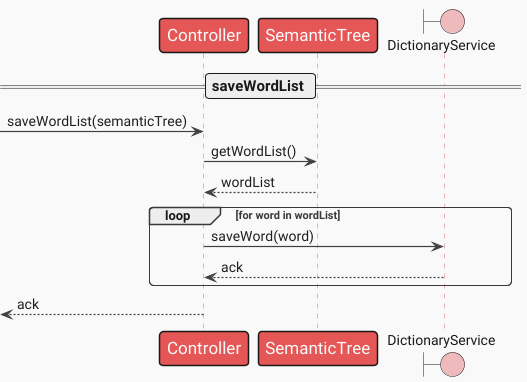 Controller
SemanticTree
DictionaryService
saveWordList
saveWordList(semanticTree)
getWordList()
wordList
loop
[for word in wordList]
saveWord(word)
ack
ack
Controller
SemanticTree
DictionaryService